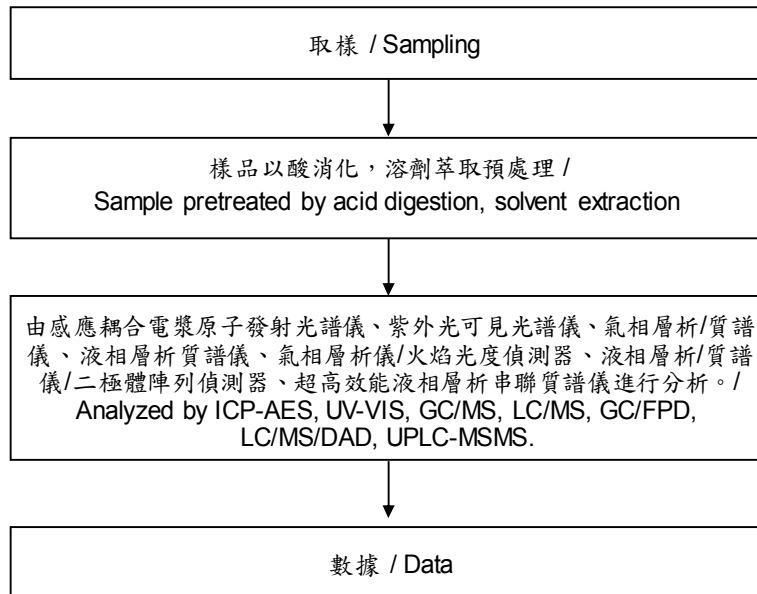 取樣 / Sampling
樣品以酸消化，溶劑萃取預處理 /
Sample pretreated by acid digestion, solvent extraction
由感應耦合電漿原子發射光譜儀、紫外光可見光譜儀、氣相層析/質譜
儀、液相層析質譜儀、氣相層析儀/火焰光度偵測器、液相層析/質譜
儀/二極體陣列偵測器、超高效能液相層析串聯質譜儀進行分析。/
Analyzed by ICP-AES, UV-VIS, GC/MS, LC/MS, GC/FPD,
LC/MS/DAD, UPLC-MSMS.
數據 / Data